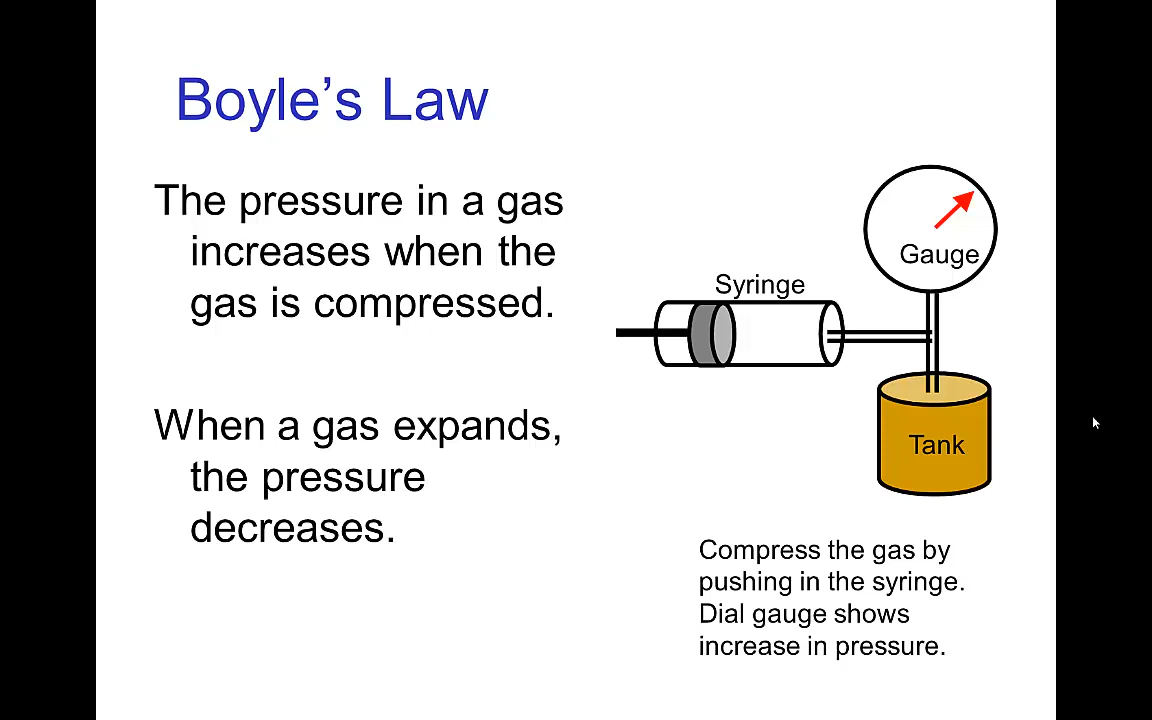 Boyle’s Law
The pressure in a gas
increases when the
gas is compressed.
When a gas expands,
the pressure
decreases.
Gauge
Syringe
Tank
Compress the gas by
pushing in the syringe.
Dial gauge shows
increase in pressure.